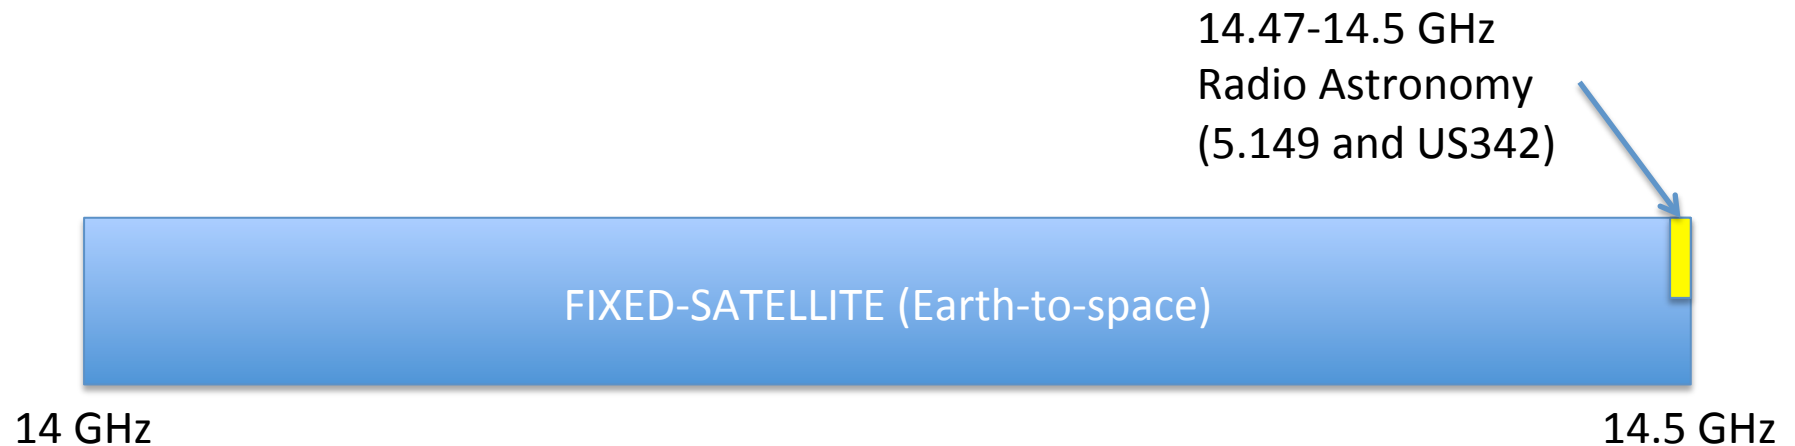 14.47-14.5 GHz
Radio Astronomy
(5.149 and US342)
FIXED-SATELLITE (Earth-to-space)
14 GHz
14.5 GHz